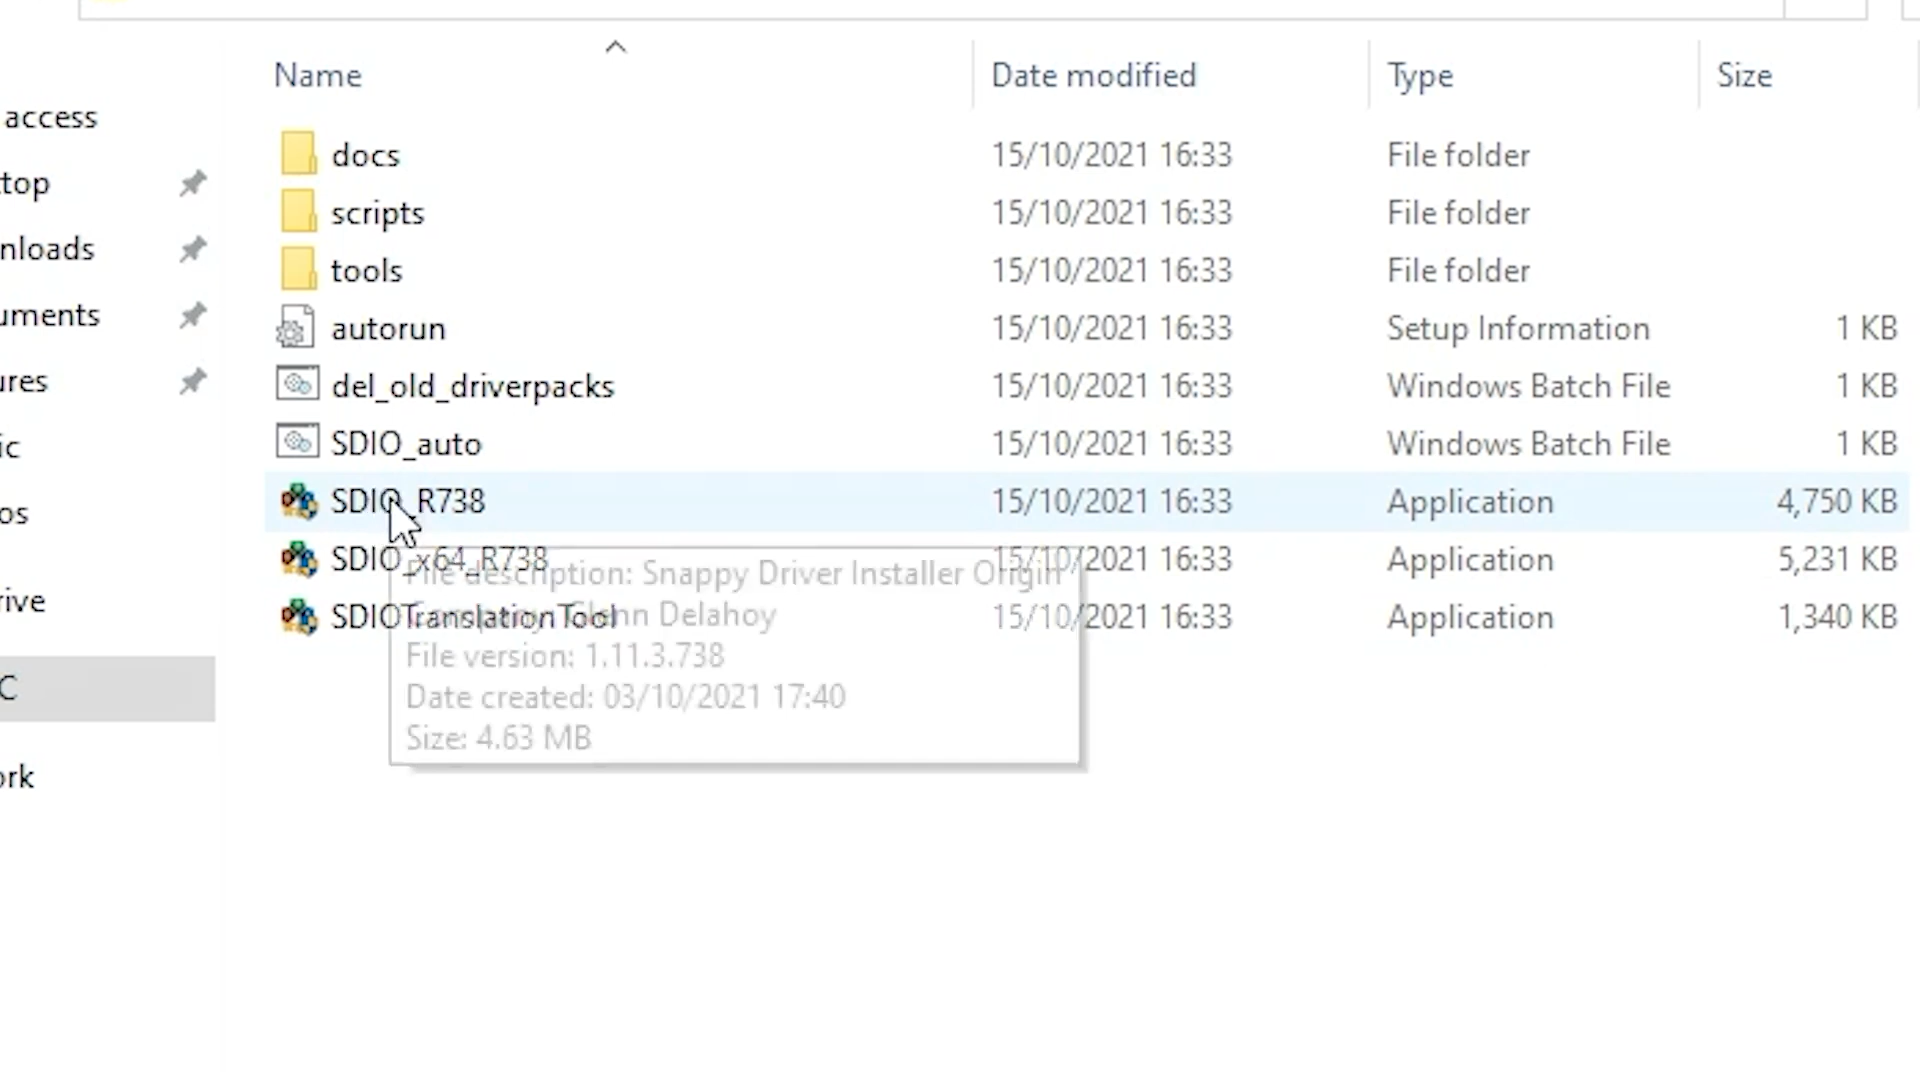 Name Date modified Type Size
access
top
nloads
uments
ures
ic
os
rive
C
ork
docs 15/10/2021 16:33 File folder
scripts 15/10/2021 16:33 File folder
tools 15/10/2021 16:33 File folder
autorun 15/10/2021 16:33 Setup Information 1 KB
del_old_driverpacks 15/10/2021 16:33 Windows Batch File 1 KB
SDIO_auto 15/10/2021 16:33 Windows Batch File 1 KB
SDIO_R738 15/10/2021 16:33 Application 4,750 KB
SDIO_x64_R738 15/10/2021 16:33 Application 5,231 KB
SDIOTranslationTool 15/10/2021 16:33 Application 1,340 KB
File description: Snappy Driver Installer Origin
Company: Glenn Delahoy
File version: 1.11.3.738
Date created: 03/10/2021 17:40
Size: 4.63 MB